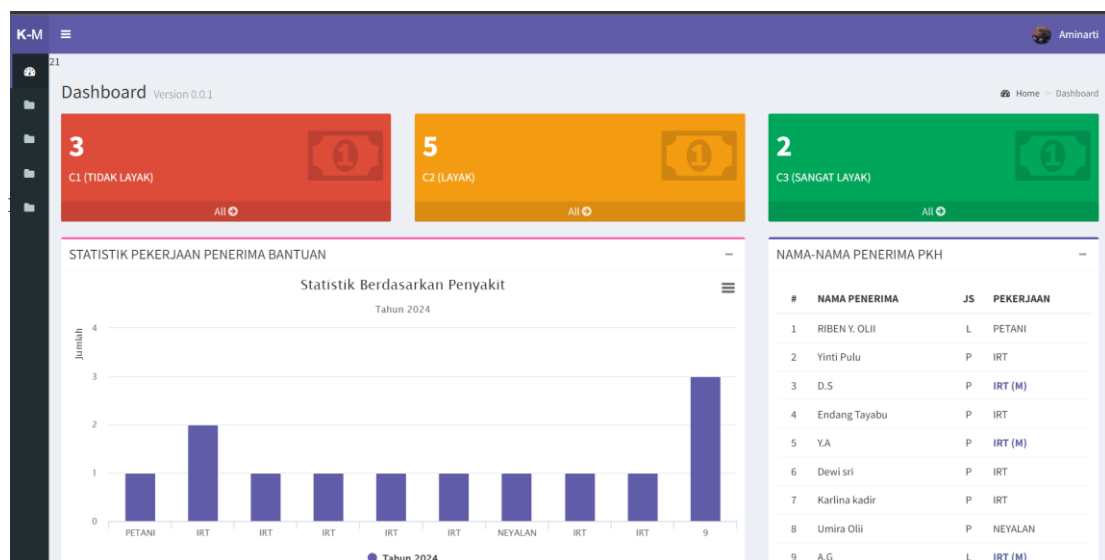 K-M
Aminarti
21
Dashboard Version 0.0.1
Home > Dashboard
3
C1 (TIDAK LAYAK)
All
5
C2 (LAYAK)
All
2
C3 (SANGAT LAYAK)
All
STATISTIK PEKERJAAN PENERIMA BANTUAN
Statistik Berdasarkan Penyakit
Tahun 2024
Jumlah
4
3
2
1
0
PETANI IRT IRT IRT IRT IRT NEYALAN IRT IRT 9
Tahun 2024
NAMA-NAMA PENERIMA PKH
# NAMA PENERIMA JS PEKERJAAN
1 RIBEN Y. OLII L PETANI
2 Yinti Pulu P IRT
3 D.S P IRT (M)
4 Endang Tayabu P IRT
5 Y.A P IRT (M)
6 Dewi sri P IRT
7 Karlina kadir P IRT
8 Umira Olii P NEYALAN
9 A.G L IRT (M)